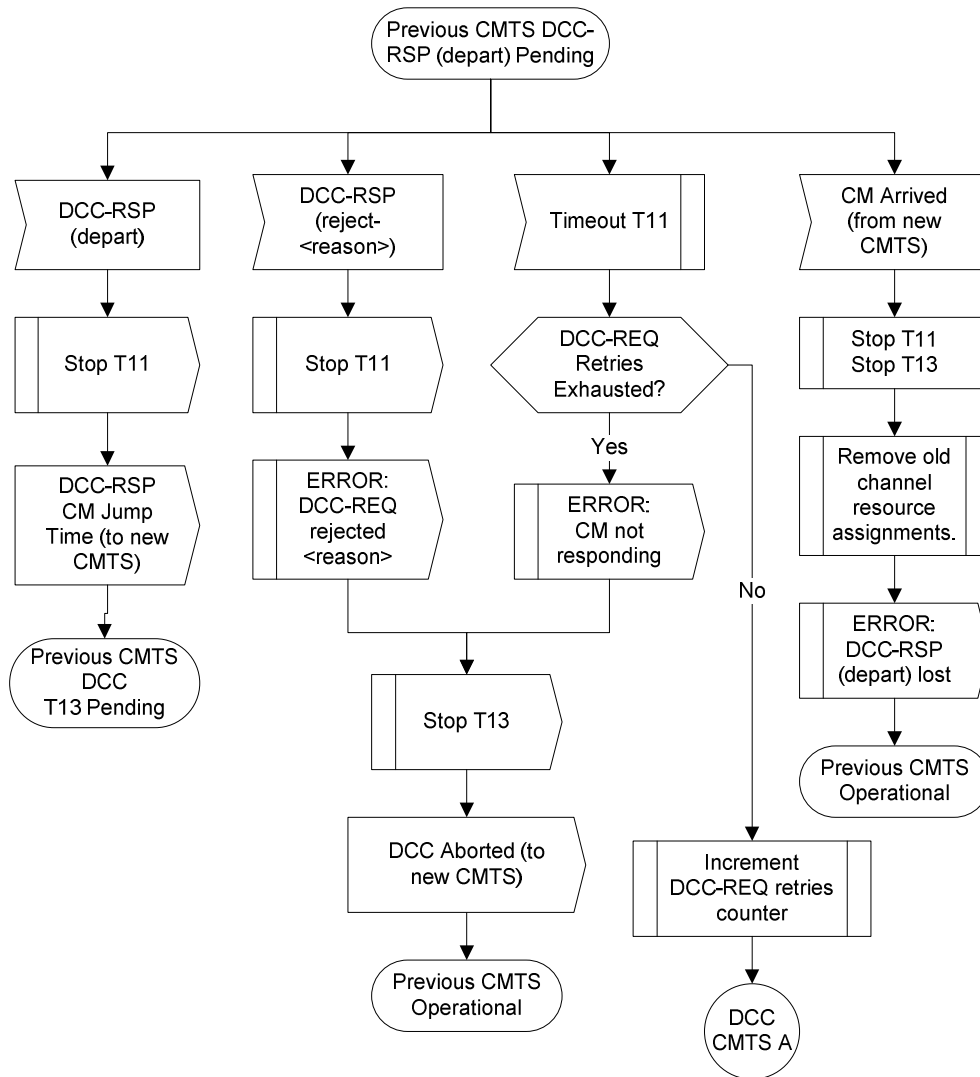 Previous CMTS DCC-
RSP (depart) Pending
DCC-RSP
(depart)
DCC-RSP
(reject-
<reason>)
Timeout T11
CM Arrived
(from new
CMTS)
Stop T11
Stop T11
DCC-REQ
Retries
Exhausted?
Stop T11
Stop T13
Yes
DCC-RSP
CM Jump
Time (to new
CMTS)
ERROR:
DCC-REQ
rejected
<reason>
ERROR:
CM not
responding
Remove old
channel
resource
assignments.
No
Previous CMTS
DCC
T13 Pending
ERROR:
DCC-RSP
(depart) lost
Stop T13
Previous CMTS
Operational
DCC Aborted (to
new CMTS)
Increment
DCC-REQ retries
counter
Previous CMTS
Operational
DCC
CMTS A